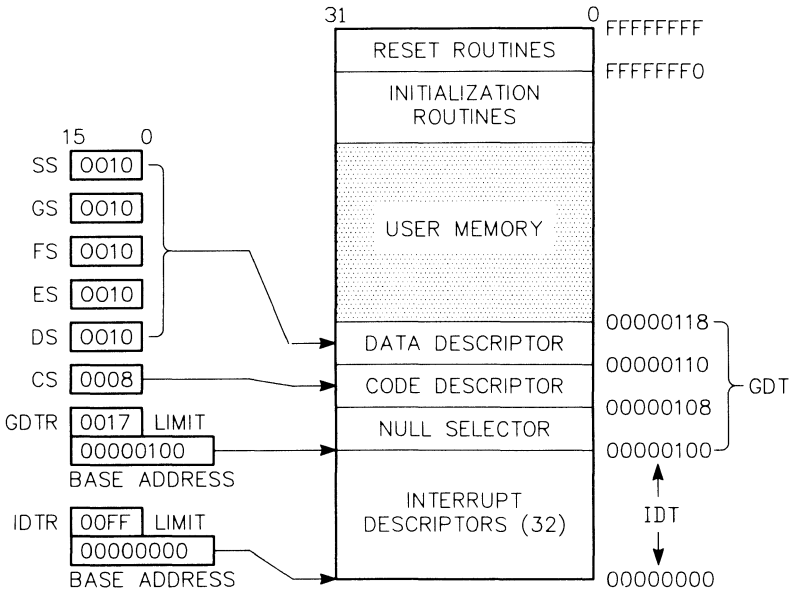 31 0 FFFFFFFF
RESET ROUTINES
FFFFFFF0
INITIALIZATION
ROUTINES
15 0
SS 0010
GS 0010
FS 0010
ES 0010
DS 0010
CS 0008
GDTR 0017 LIMIT
00000100
BASE ADDRESS
IDTR 00FF LIMIT
00000000
BASE ADDRESS
USER MEMORY
00000118
DATA DESCRIPTOR
00000110
CODE DESCRIPTOR
00000108
NULL SELECTOR
00000100
GDT
INTERRUPT
DESCRIPTORS (32)
IDT
00000000